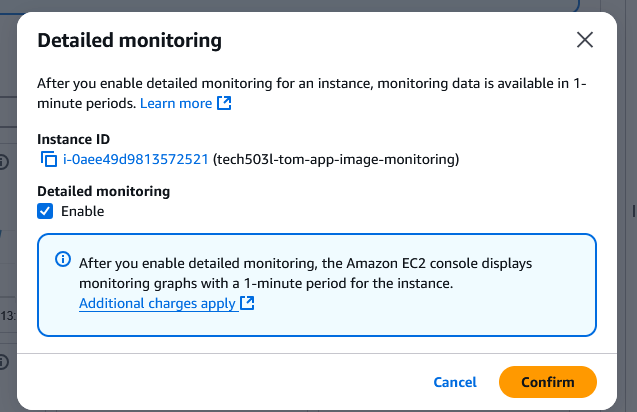 Detailed monitoring
After you enable detailed monitoring for an instance, monitoring data is available in 1-
minute periods. Learn more
Instance ID
i-0aee49d9813572521 (tech503l-tom-app-image-monitoring)
Detailed monitoring
Enable
After you enable detailed monitoring, the Amazon EC2 console displays
monitoring graphs with a 1-minute period for the instance.
Additional charges apply
13:
Cancel
Confirm